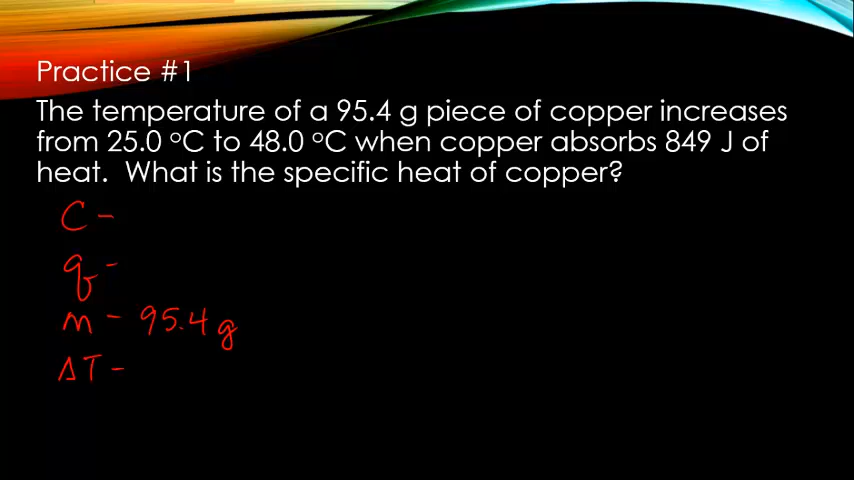 Practice #1
The temperature of a 95.4 g piece of copper increases
from 25.0 °C to 48.0 °C when copper absorbs 849 J of
heat.  What is the specific heat of copper?
C -
q -
m - 95.4 g
ΔT -